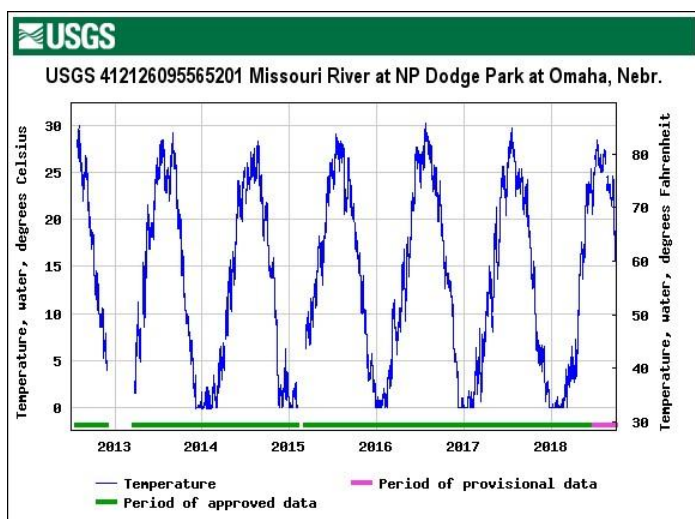 USGS
USGS 412126095565201 Missouri River at NP Dodge Park at Omaha, Nebr.
Temperature, water, degrees Celsius
30
25
20
15
10
5
0
Temperature, water, degrees Fahrenheit
80
70
60
50
40
30
2013 2014 2015 2016 2017 2018
Temperature
Period of provisional data
Period of approved data